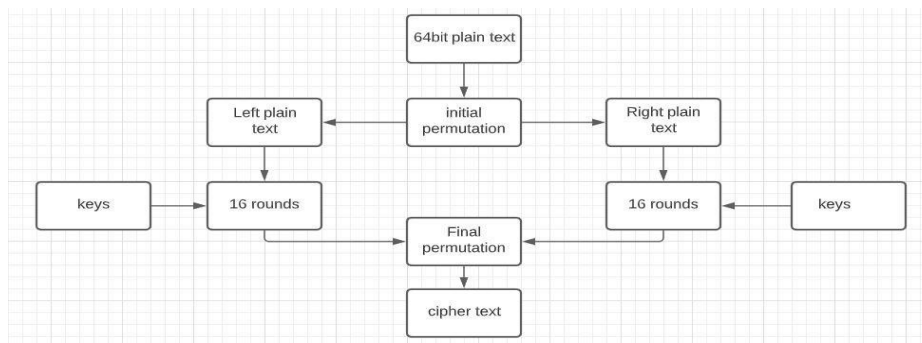 64bit plain text
Left plain
text
initial
permutation
Right plain
text
keys
16 rounds
16 rounds
keys
Final
permutation
cipher text